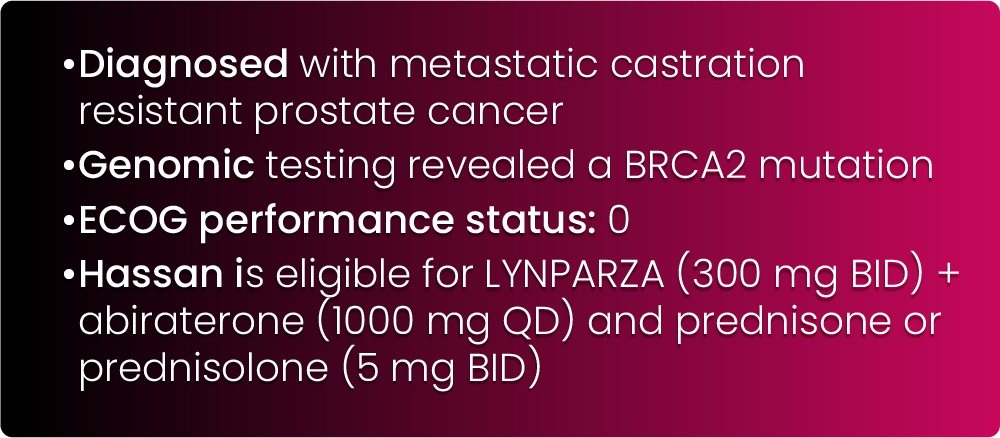 •Diagnosed with metastatic castration
resistant prostate cancer
•Genomic testing revealed a BRCA2 mutation
•ECOG performance status: 0
•Hassan is eligible for LYNPARZA (300 mg BID) +
abiraterone (1000 mg QD) and prednisone or
prednisolone (5 mg BID)